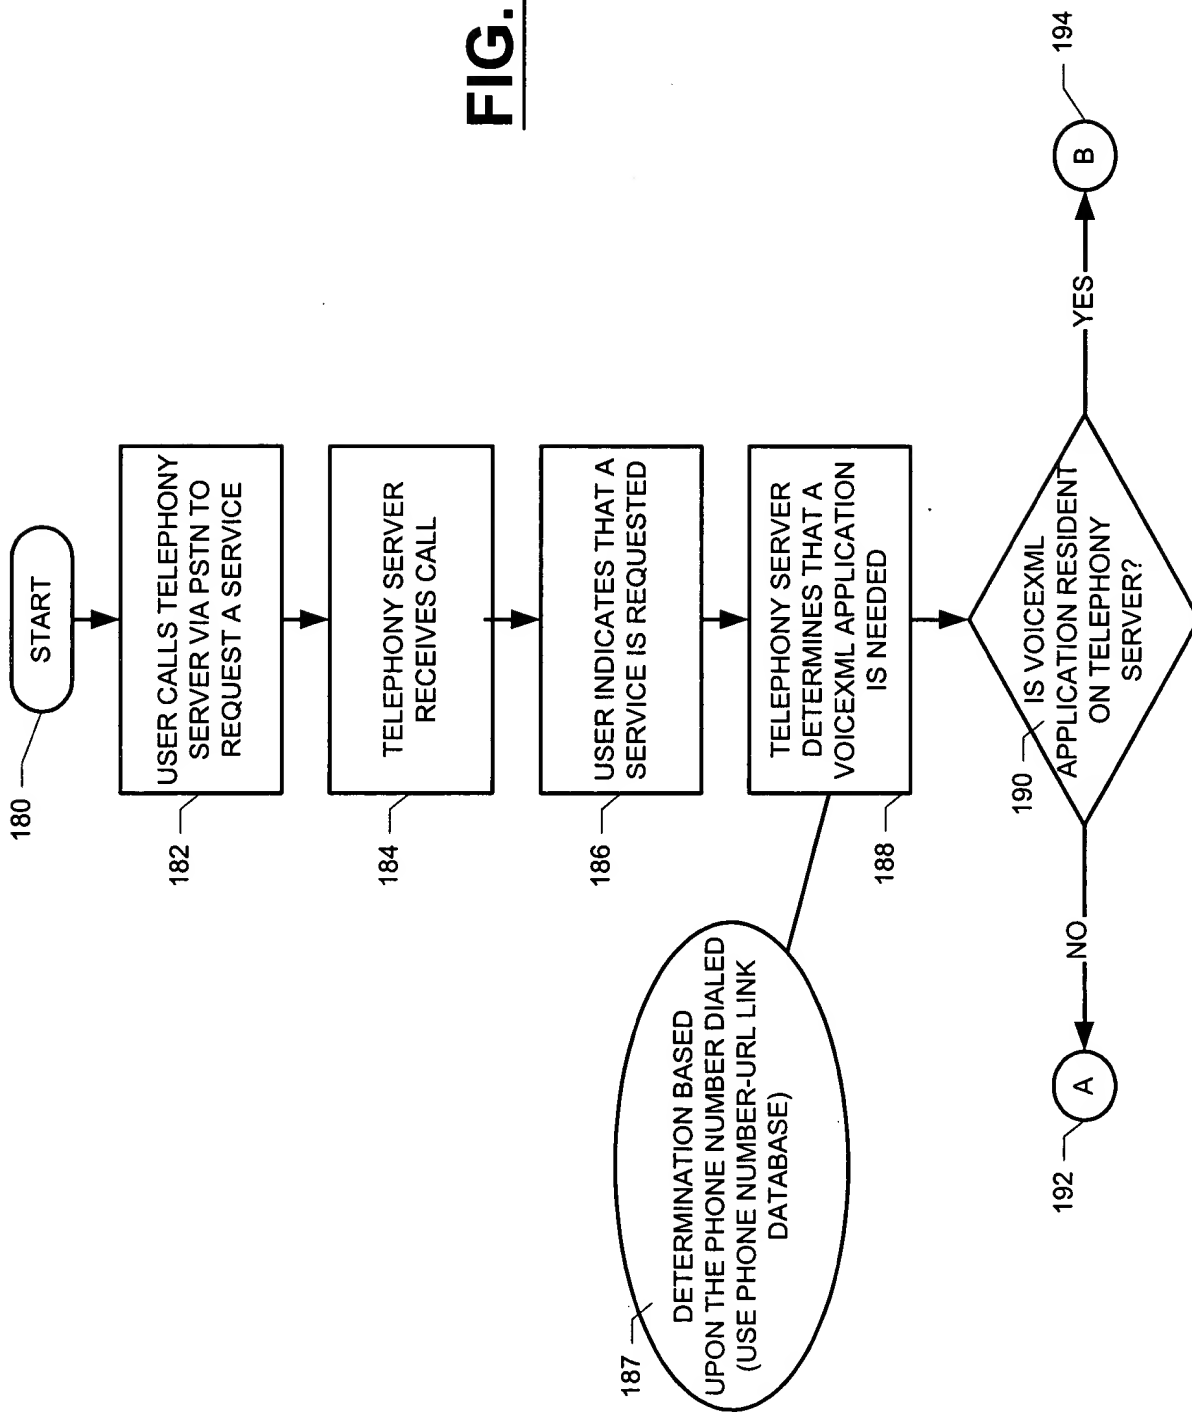 FIG.
START
180
USER CALLS TELEPHONY
SERVER VIA PSTN TO
REQUEST A SERVICE
182
TELEPHONY SERVER
RECEIVES CALL
184
USER INDICATES THAT A
SERVICE IS REQUESTED
186
TELEPHONY SERVER
DETERMINES THAT A
VOICEXML APPLICATION
IS NEEDED
188
DETERMINATION BASED
UPON THE PHONE NUMBER DIALED
(USE PHONE NUMBER-URL LINK
DATABASE)
187
190
IS VOICEXML
APPLICATION RESIDENT
ON TELEPHONY
SERVER?
NO
A
192
YES
B
194